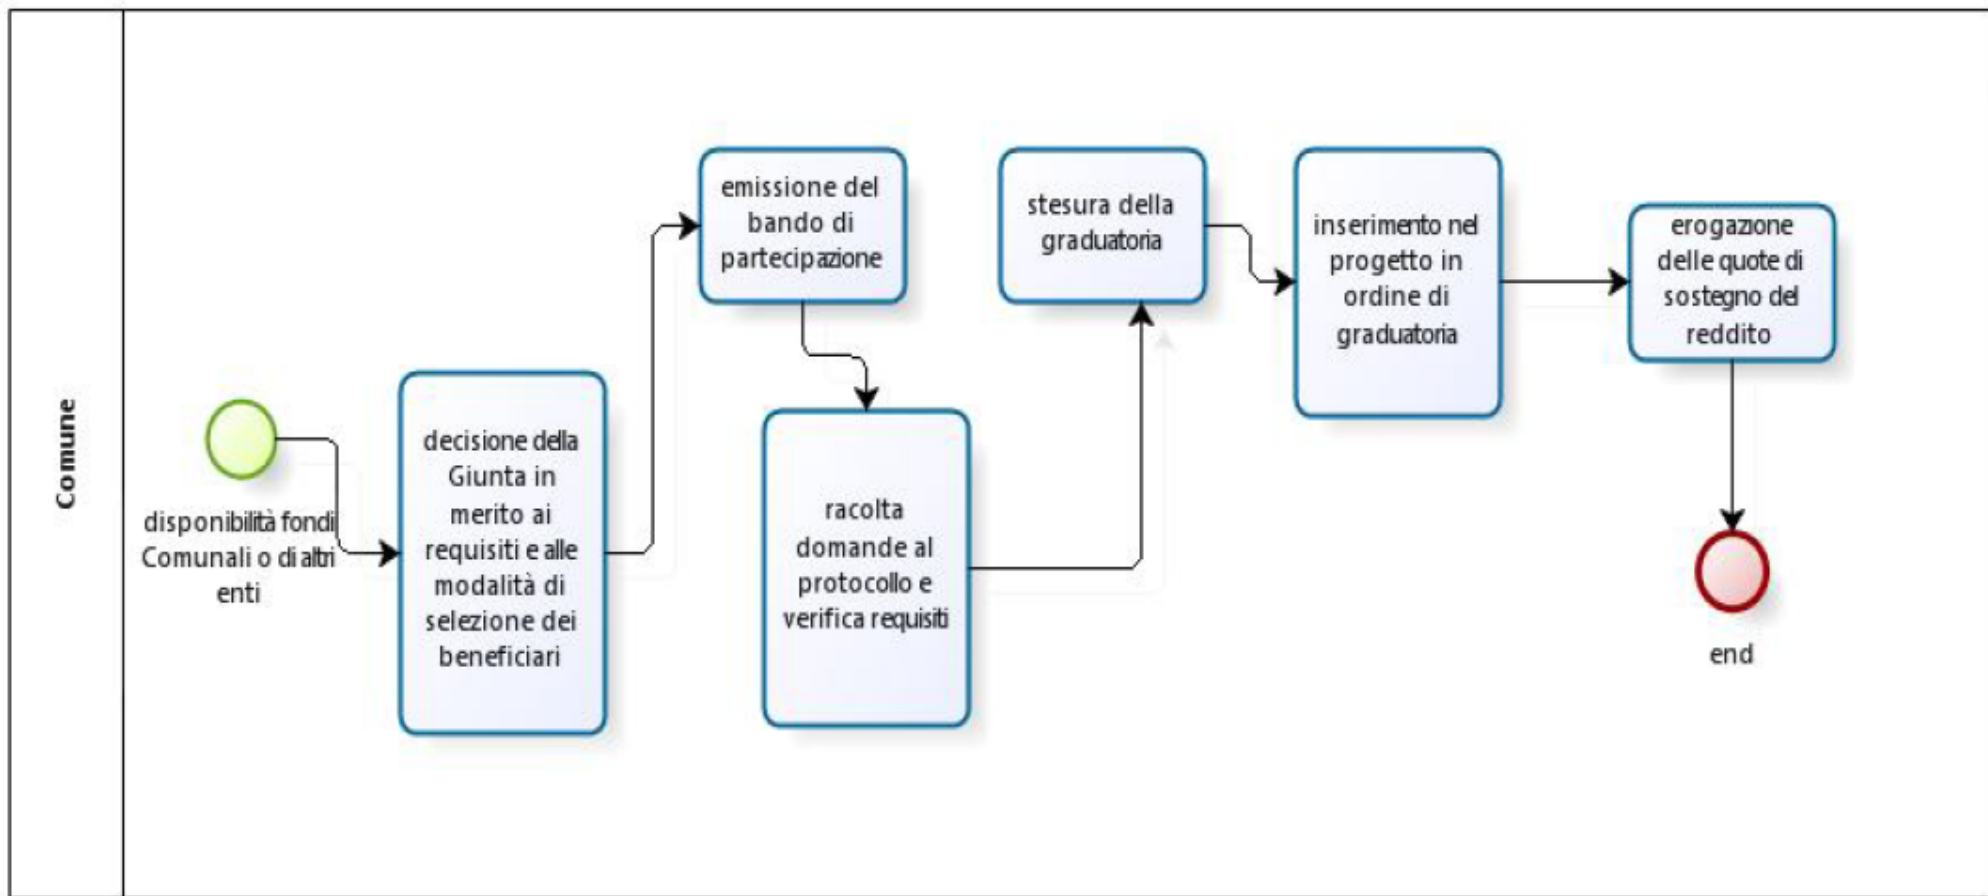 Comune
disponibilità fondi
Comunali o di altri
enti
decisione della
Giunta in
merito ai
requisiti e alle
modalità di
selezione dei
beneficiari
emissione del
bando di
partecipazione
racolta
domande al
protocollo e
verifica requisiti
stesura della
graduatoria
inserimento nel
progetto in
ordine di
graduatoria
erogazione
delle quote di
sostegno del
reddito
end